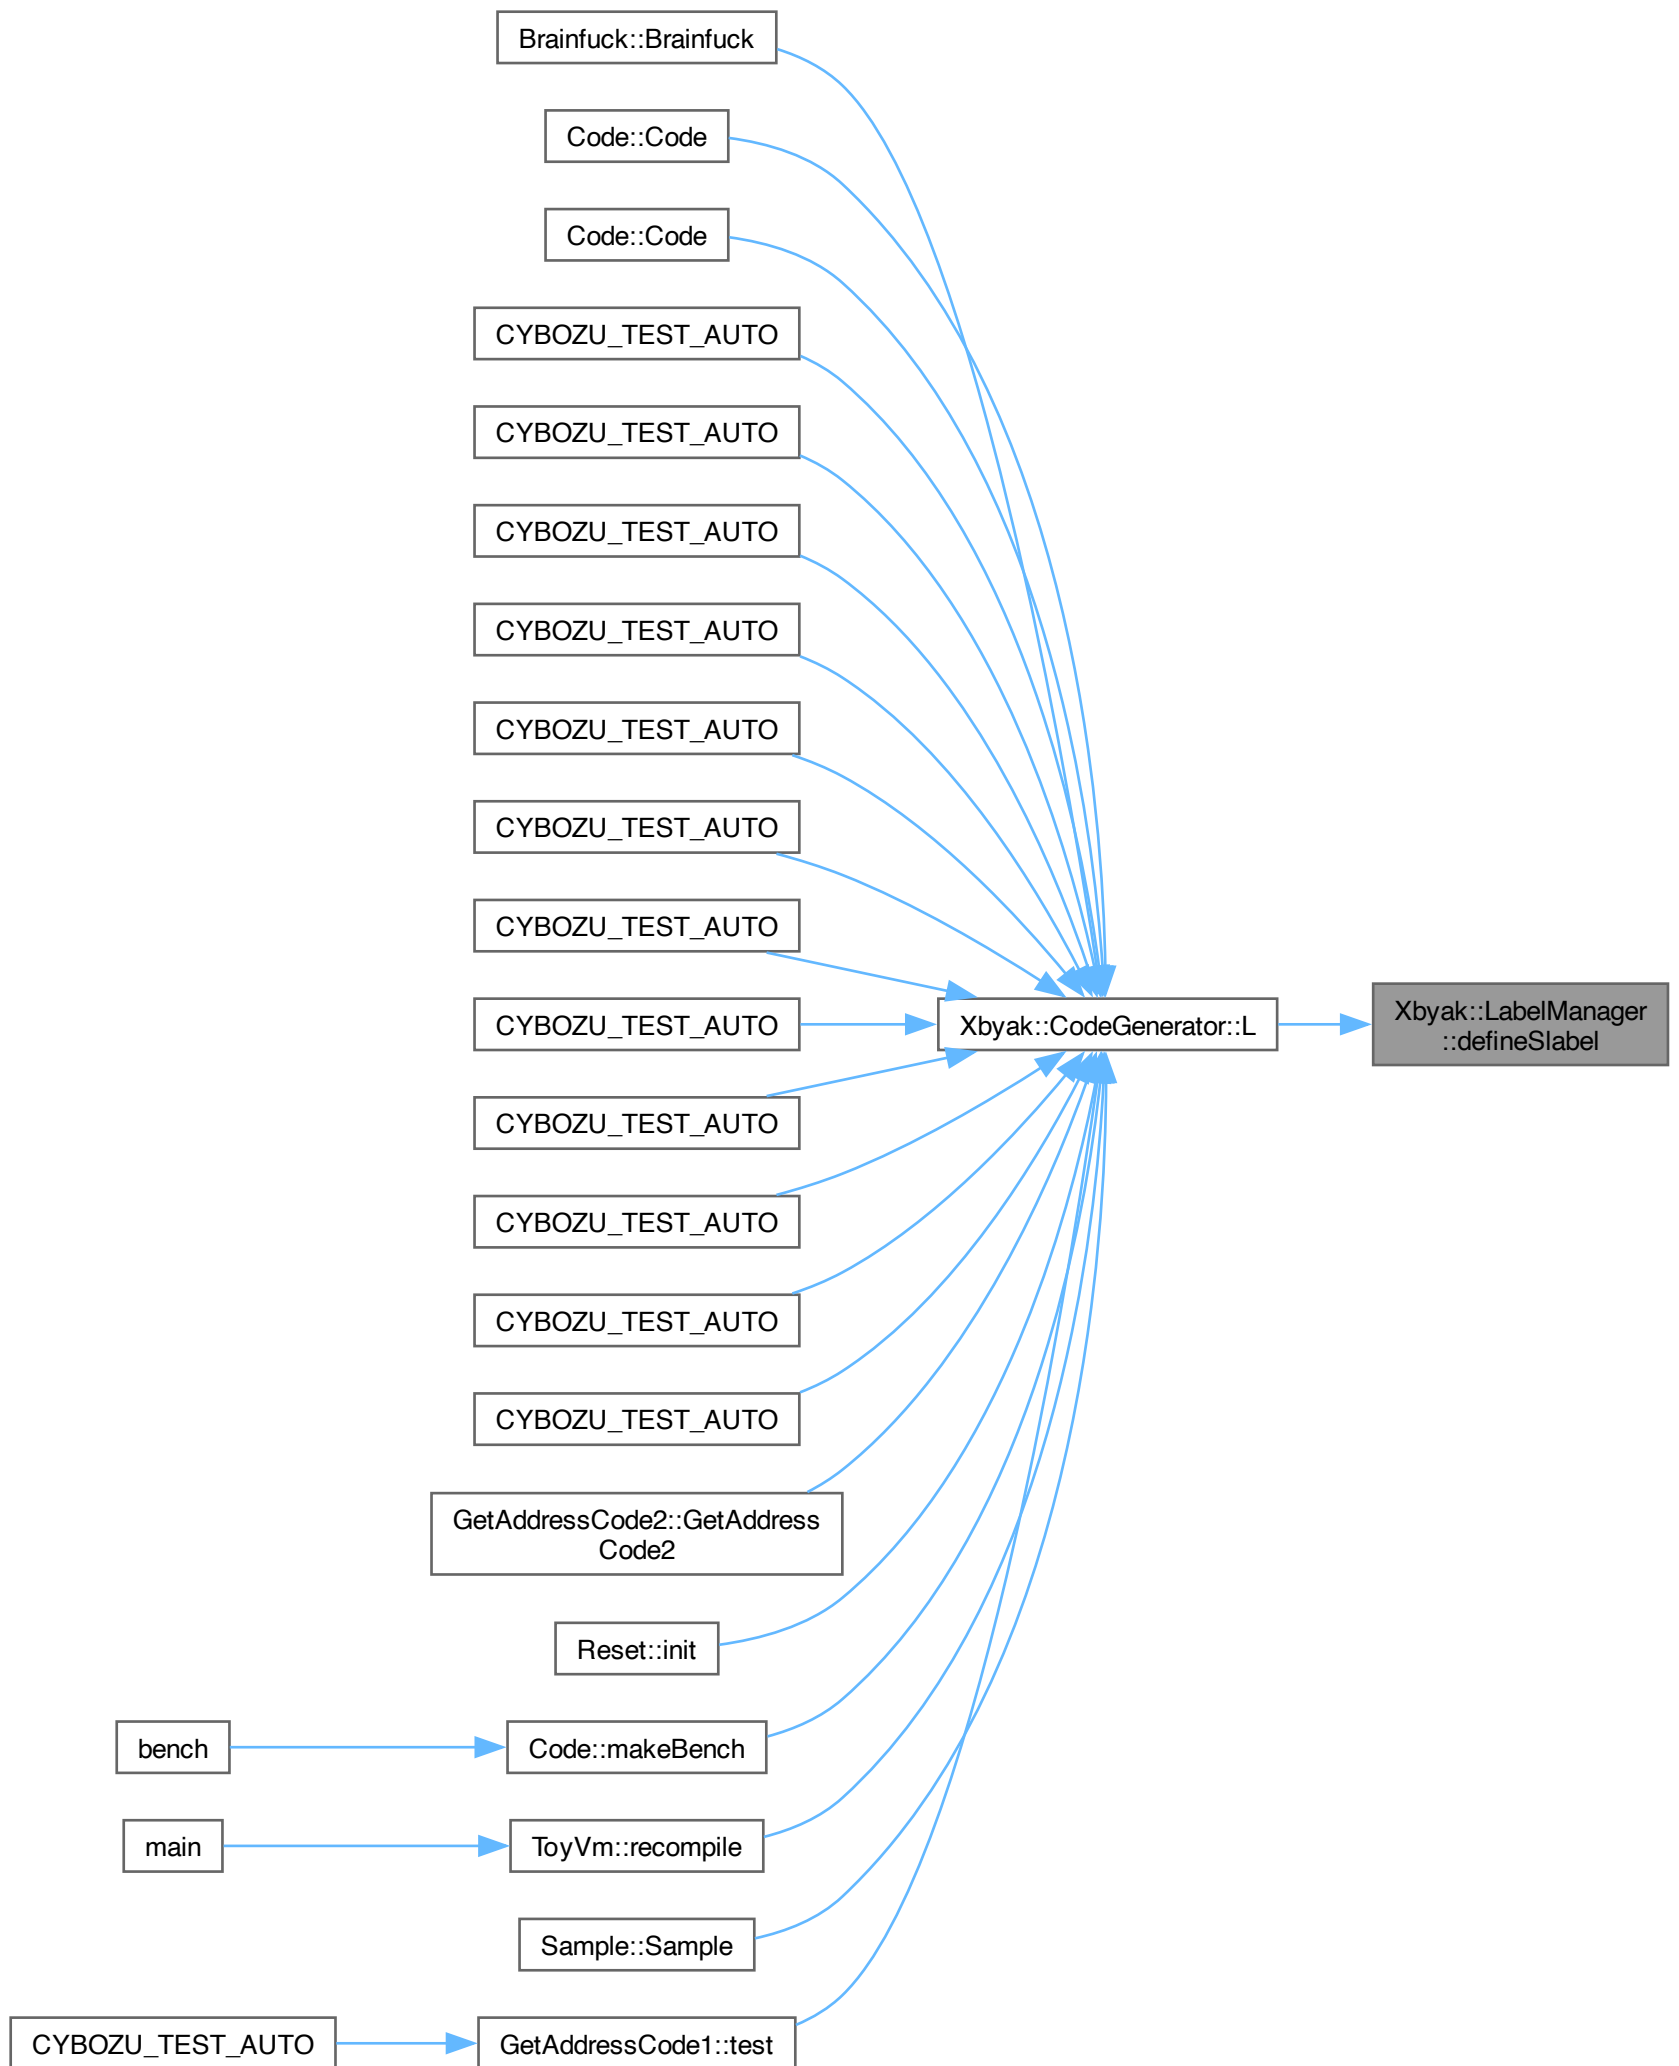 Brainfuck::Brainfuck
Code::Code
Code::Code
CYBOZU_TEST_AUTO
CYBOZU_TEST_AUTO
CYBOZU_TEST_AUTO
CYBOZU_TEST_AUTO
CYBOZU_TEST_AUTO
CYBOZU_TEST_AUTO
CYBOZU_TEST_AUTO
CYBOZU_TEST_AUTO
Xbyak::CodeGenerator::L
Xbyak::LabelManager
::defineSlabel
CYBOZU_TEST_AUTO
CYBOZU_TEST_AUTO
CYBOZU_TEST_AUTO
CYBOZU_TEST_AUTO
GetAddressCode2::GetAddress
Code2
Reset::init
bench
Code::makeBench
main
ToyVm::recompile
Sample::Sample
CYBOZU_TEST_AUTO
GetAddressCode1::test